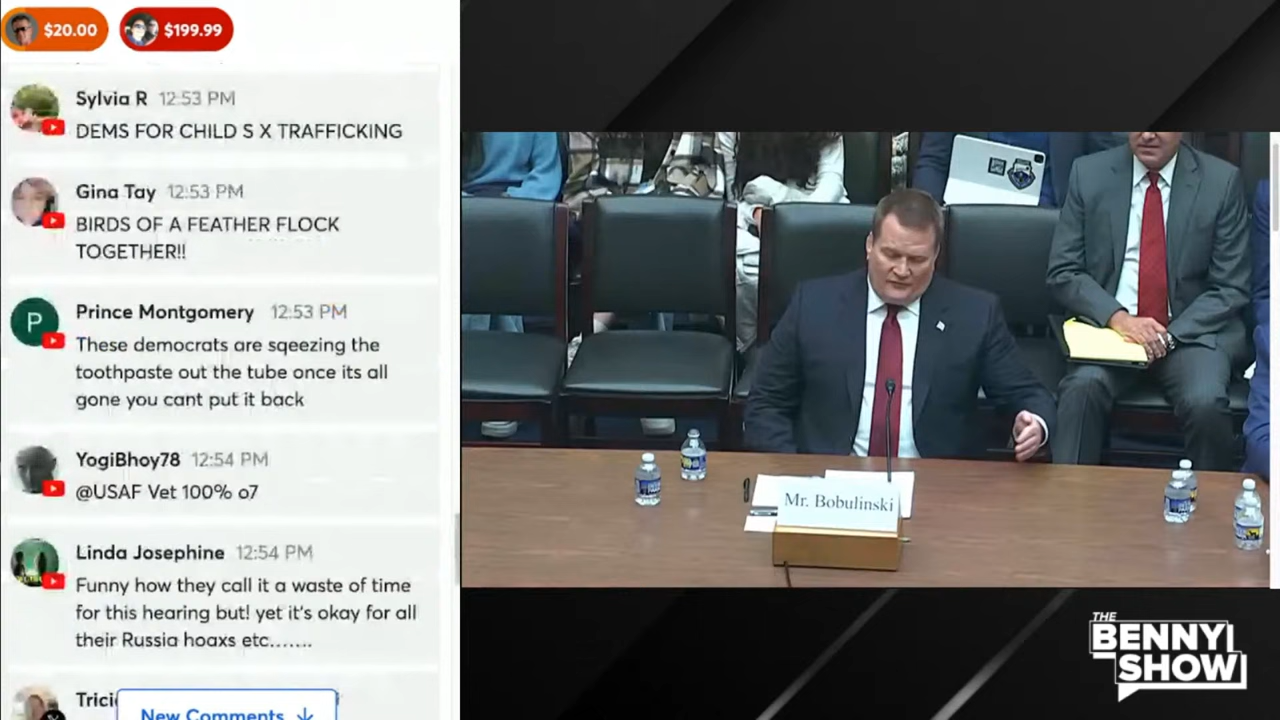 $20.00 $199.99
Sylvia R 12:53 PM
DEMS FOR CHILD S X TRAFFICKING
Gina Tay 12:53 PM
BIRDS OF A FEATHER FLOCK
TOGETHER!!
P
Prince Montgomery 12:53 PM
These democrats are sqeezing the
toothpaste out the tube once its all
gone you cant put it back
YogiBhoy78 12:54 PM
@USAF Vet 100% o7
Linda Josephine 12:54 PM
Funny how they call it a waste of time
for this hearing but! yet it's okay for all
their Russia hoaxs etc.......
New Comments ↓
Mr. Bobulinski
THE
BENNY
SHOW